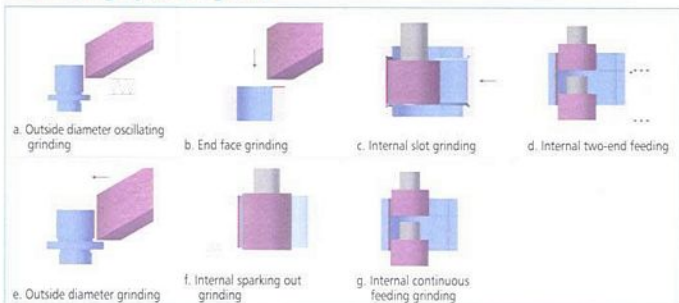 a. Outside diameter oscillating
grinding
b. End face grinding
c. Internal slot grinding
d. Internal two-end feeding
e. Outside diameter grinding
f. Internal sparking out
grinding
g. Internal continuous
feeding grinding